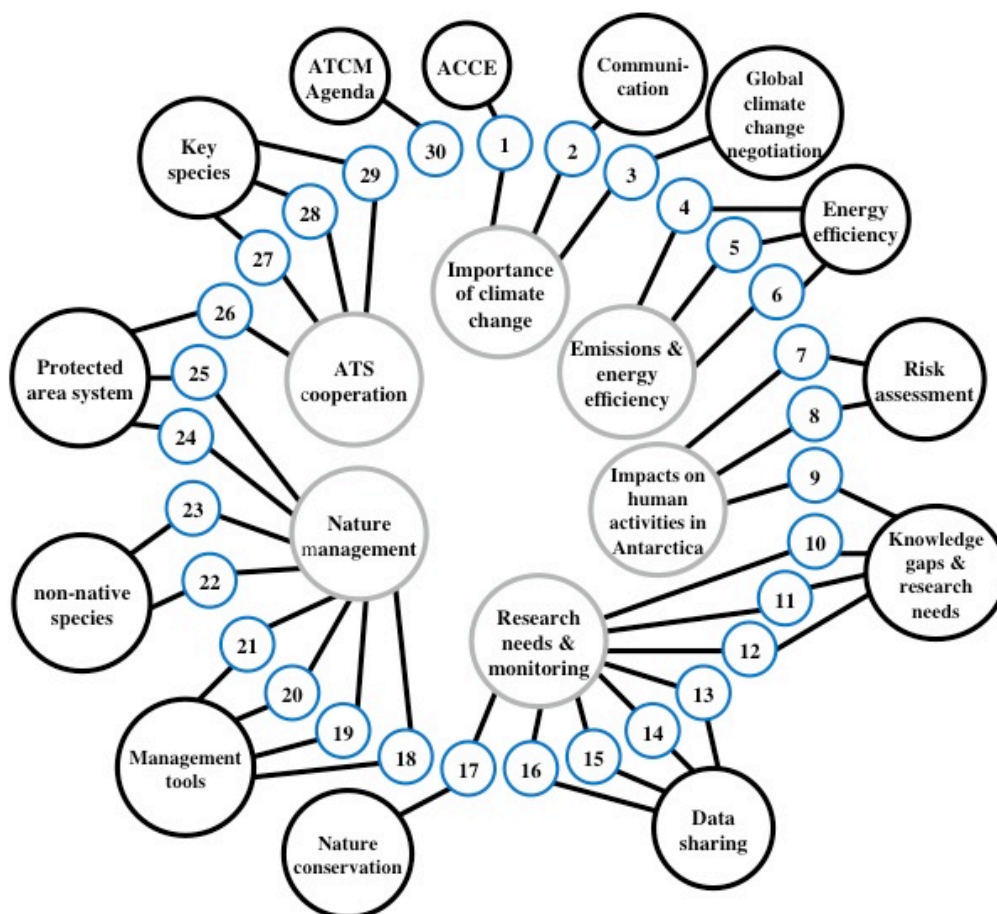 ATCM
Agenda
ACCE
Communi-
cation
Global
climate
change
negotiation
Key
species
30
1
2
3
29
28
27
4
5
6
Energy
efficiency
Importance
of climate
change
26
Protected
area system
25
24
ATS
cooperation
Emissions &
energy
efficiency
7
8
9
Risk
assessment
Impacts on
human
activities in
Antarctica
Nature
management
23
22
non-native
species
10
11
12
Knowledge
gaps &
research
needs
Research
needs &
monitoring
21
20
19
18
Management
tools
17
16
15
14
13
Nature
conservation
Data
sharing